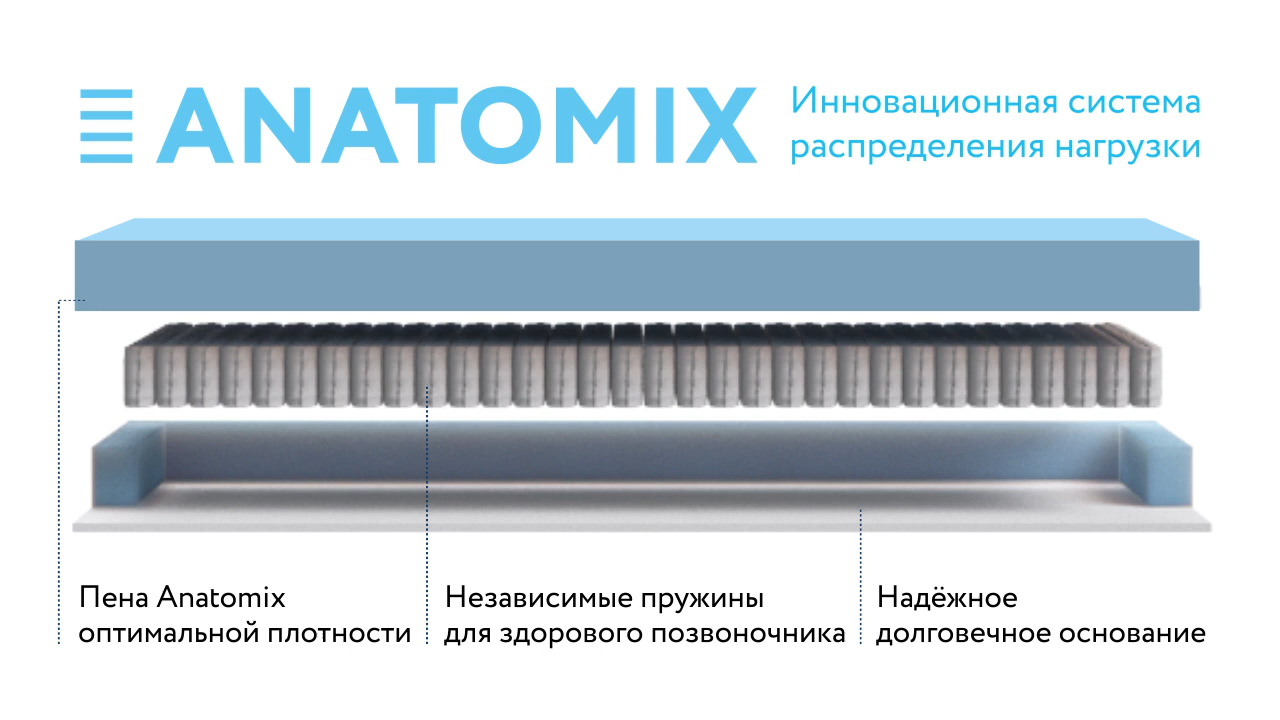 ANATOMIX
Инновационная система
распределения нагрузки
Пена Anatomix
оптимальной плотности
Независимые пружины
для здорового позвоночника
Надёжное
долговечное основание